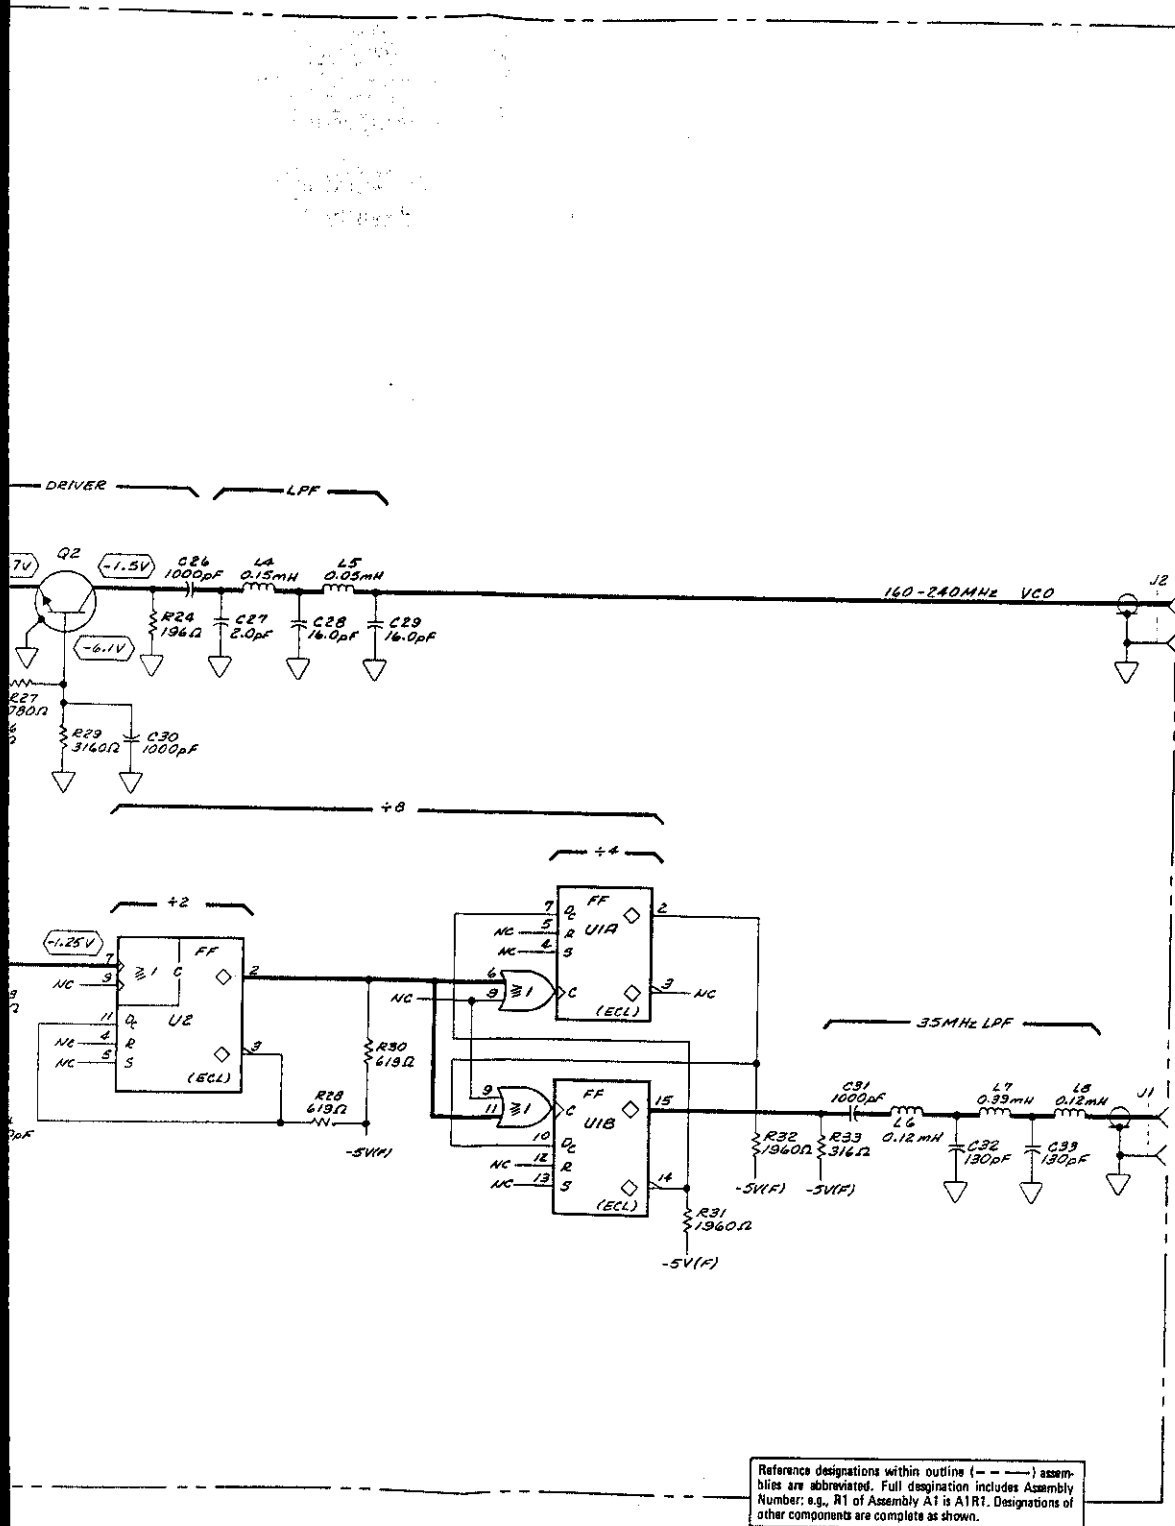 DRIVER
LPF
7V
Q2
-1.5V
C26
1000pF
L4
0.15mH
L5
0.05mH
160-240MHz VCO
J2
R24
196Ω
C27
2.0pF
C28
16.0pF
C29
16.0pF
-6.1V
R27
780Ω
R29
3160Ω
C30
1000pF
÷8
÷4
÷2
-1.25V
7
NC 9
≥1 C
FF
2
U2
11 DC
NC 4 R
NC 5 S
3
(ECL)
R28
619Ω
R30
619Ω
-5V(F)
7 DC
FF
2
NC 5 R
U1A
NC 4 S
6
NC 9
≥1
C
3 NC
(ECL)
9
11
≥1
C
FF
15
U1B
10 DC
NC 12 R
NC 13 S
14
(ECL)
R31
1960Ω
-5V(F)
R32
1960Ω
-5V(F)
R33
316Ω
-5V(F)
35MHz LPF
C31
1000pF
L6
0.12mH
L7
0.39mH
L8
0.12mH
J1
C32
130pF
C33
130pF
pF
Reference designations within outline (— — — —) assem-
blies are abbreviated. Full desgination includes Assembly
Number; e.g., R1 of Assembly A1 is A1R1. Designations of
other components are complete as shown.